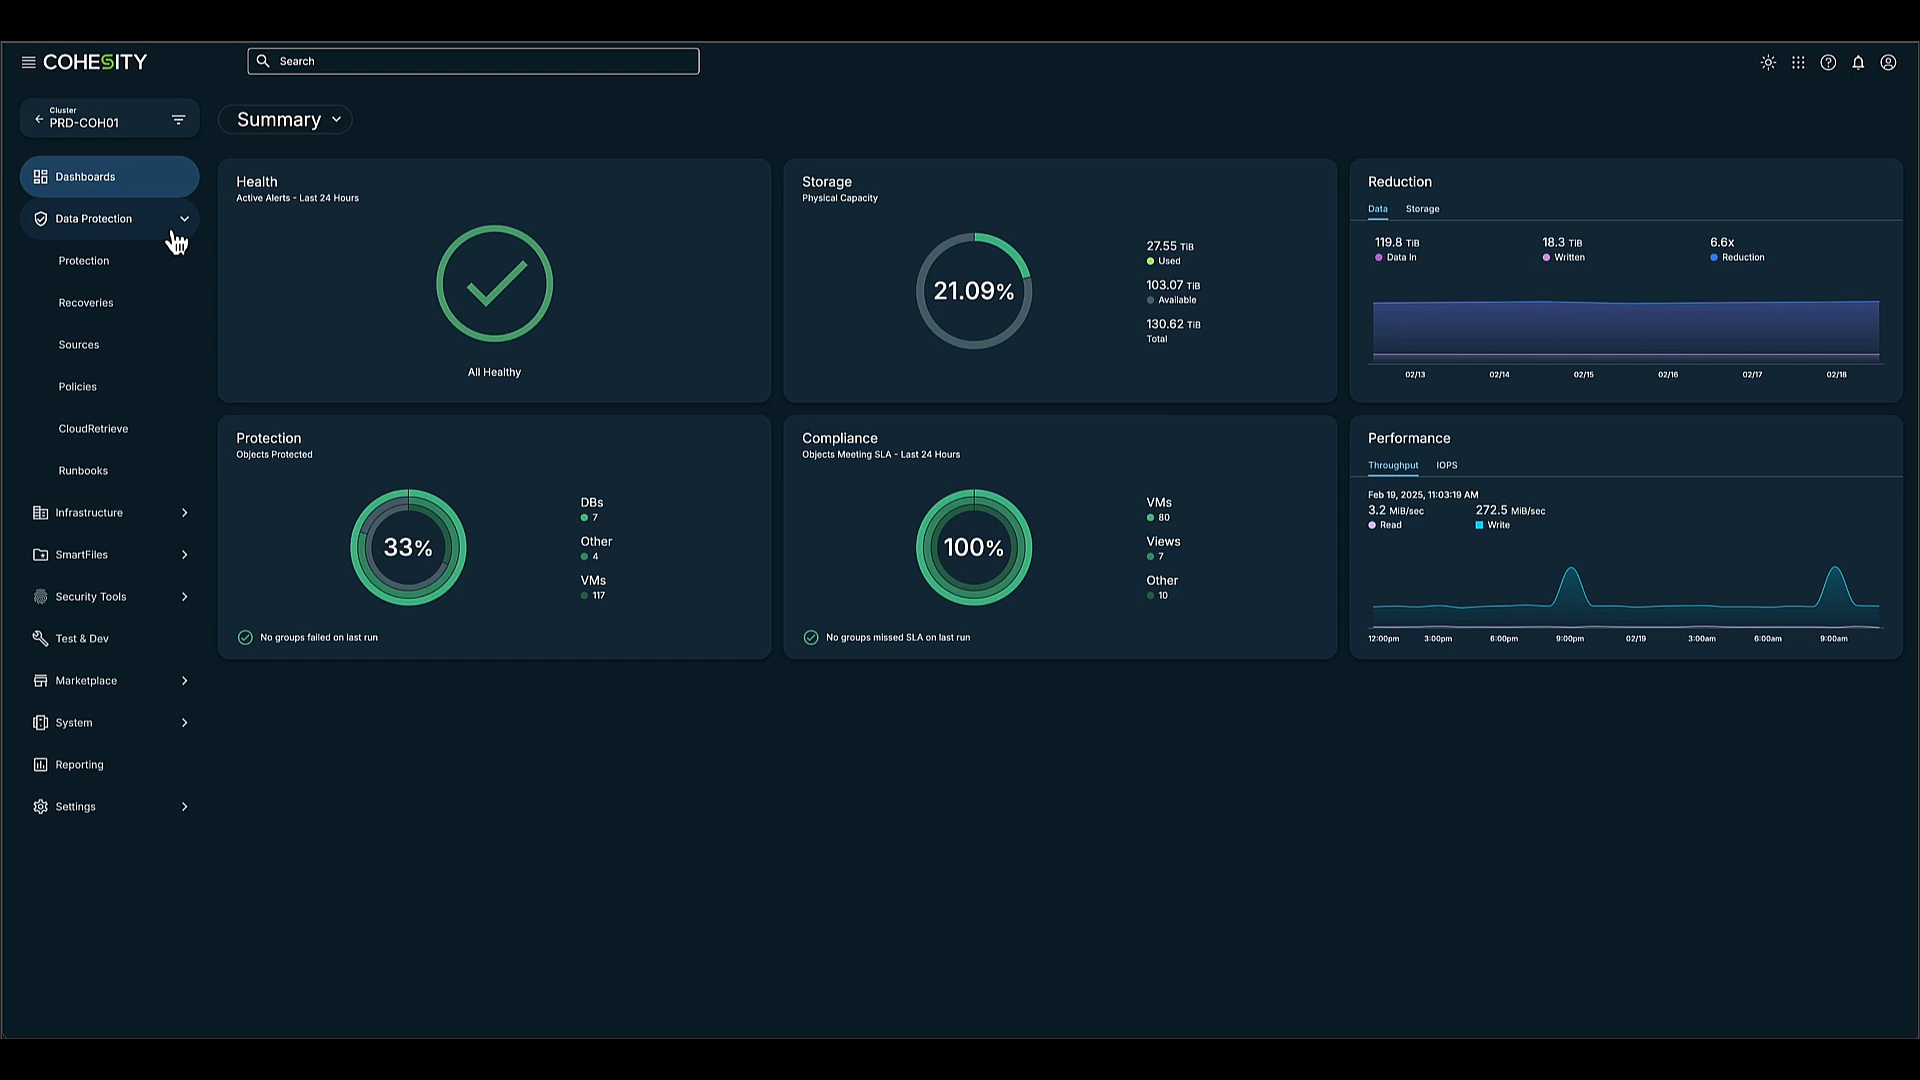 COHESITY
Search
Cluster
PRD-COH01
Summary
Dashboards
Data Protection
Protection
Recoveries
Sources
Policies
CloudRetrieve
Runbooks
Infrastructure
SmartFiles
Security Tools
Test & Dev
Marketplace
System
Reporting
Settings
Health
Active Alerts - Last 24 Hours
All Healthy
Storage
Physical Capacity
21.09%
27.55 TiB
Used
103.07 TiB
Available
130.62 TiB
Total
Reduction
Data Storage
119.8 TiB
Data In
18.3 TiB
Written
6.6x
Reduction
02/13 02/14 02/15 02/16 02/17 02/18
Protection
Objects Protected
33%
DBs
7
Other
4
VMs
117
No groups failed on last run
Compliance
Objects Meeting SLA - Last 24 Hours
100%
VMs
80
Views
7
Other
10
No groups missed SLA on last run
Performance
Throughput IOPS
Feb 19, 2025, 11:03:19 AM
3.2 MiB/sec
Read
272.5 MiB/sec
Write
12:00pm 3:00pm 6:00pm 9:00pm 02/19 3:00am 6:00am 9:00am